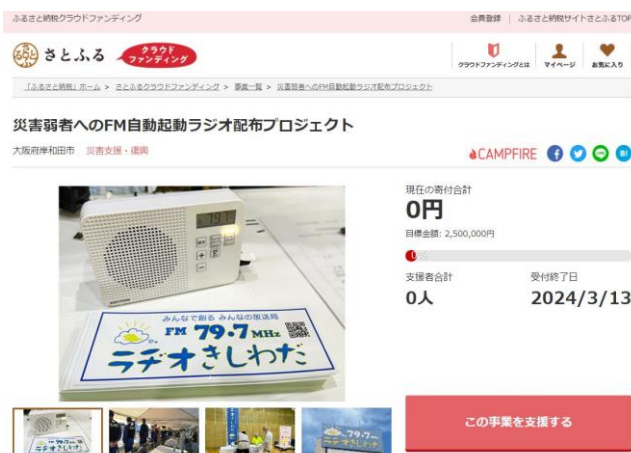 ふるさと納税クラウドファンディング
会員登録 | ふるさと納税サイトさとふるTOP
さとふる クラウドファンディング
クラウドファンディングとは マイページ お気に入り
「ふるさと納税」ホーム > さとふるクラウドファンディング > 事業一覧 > 災害弱者へのFM自動起動ラジオ配布プロジェクト
災害弱者へのFM自動起動ラジオ配布プロジェクト
大阪府岸和田市 災害支援・復興
CAMPFIRE
現在の寄付合計
0円
目標金額: 2,500,000円
0
支援者合計 受付終了日
0人 2024/3/13
この事業を支援する
みんなで創る みんなの放送局
FM 79.7 MHz
ラヂオきしわだ
79.7
ラヂオきしわだ